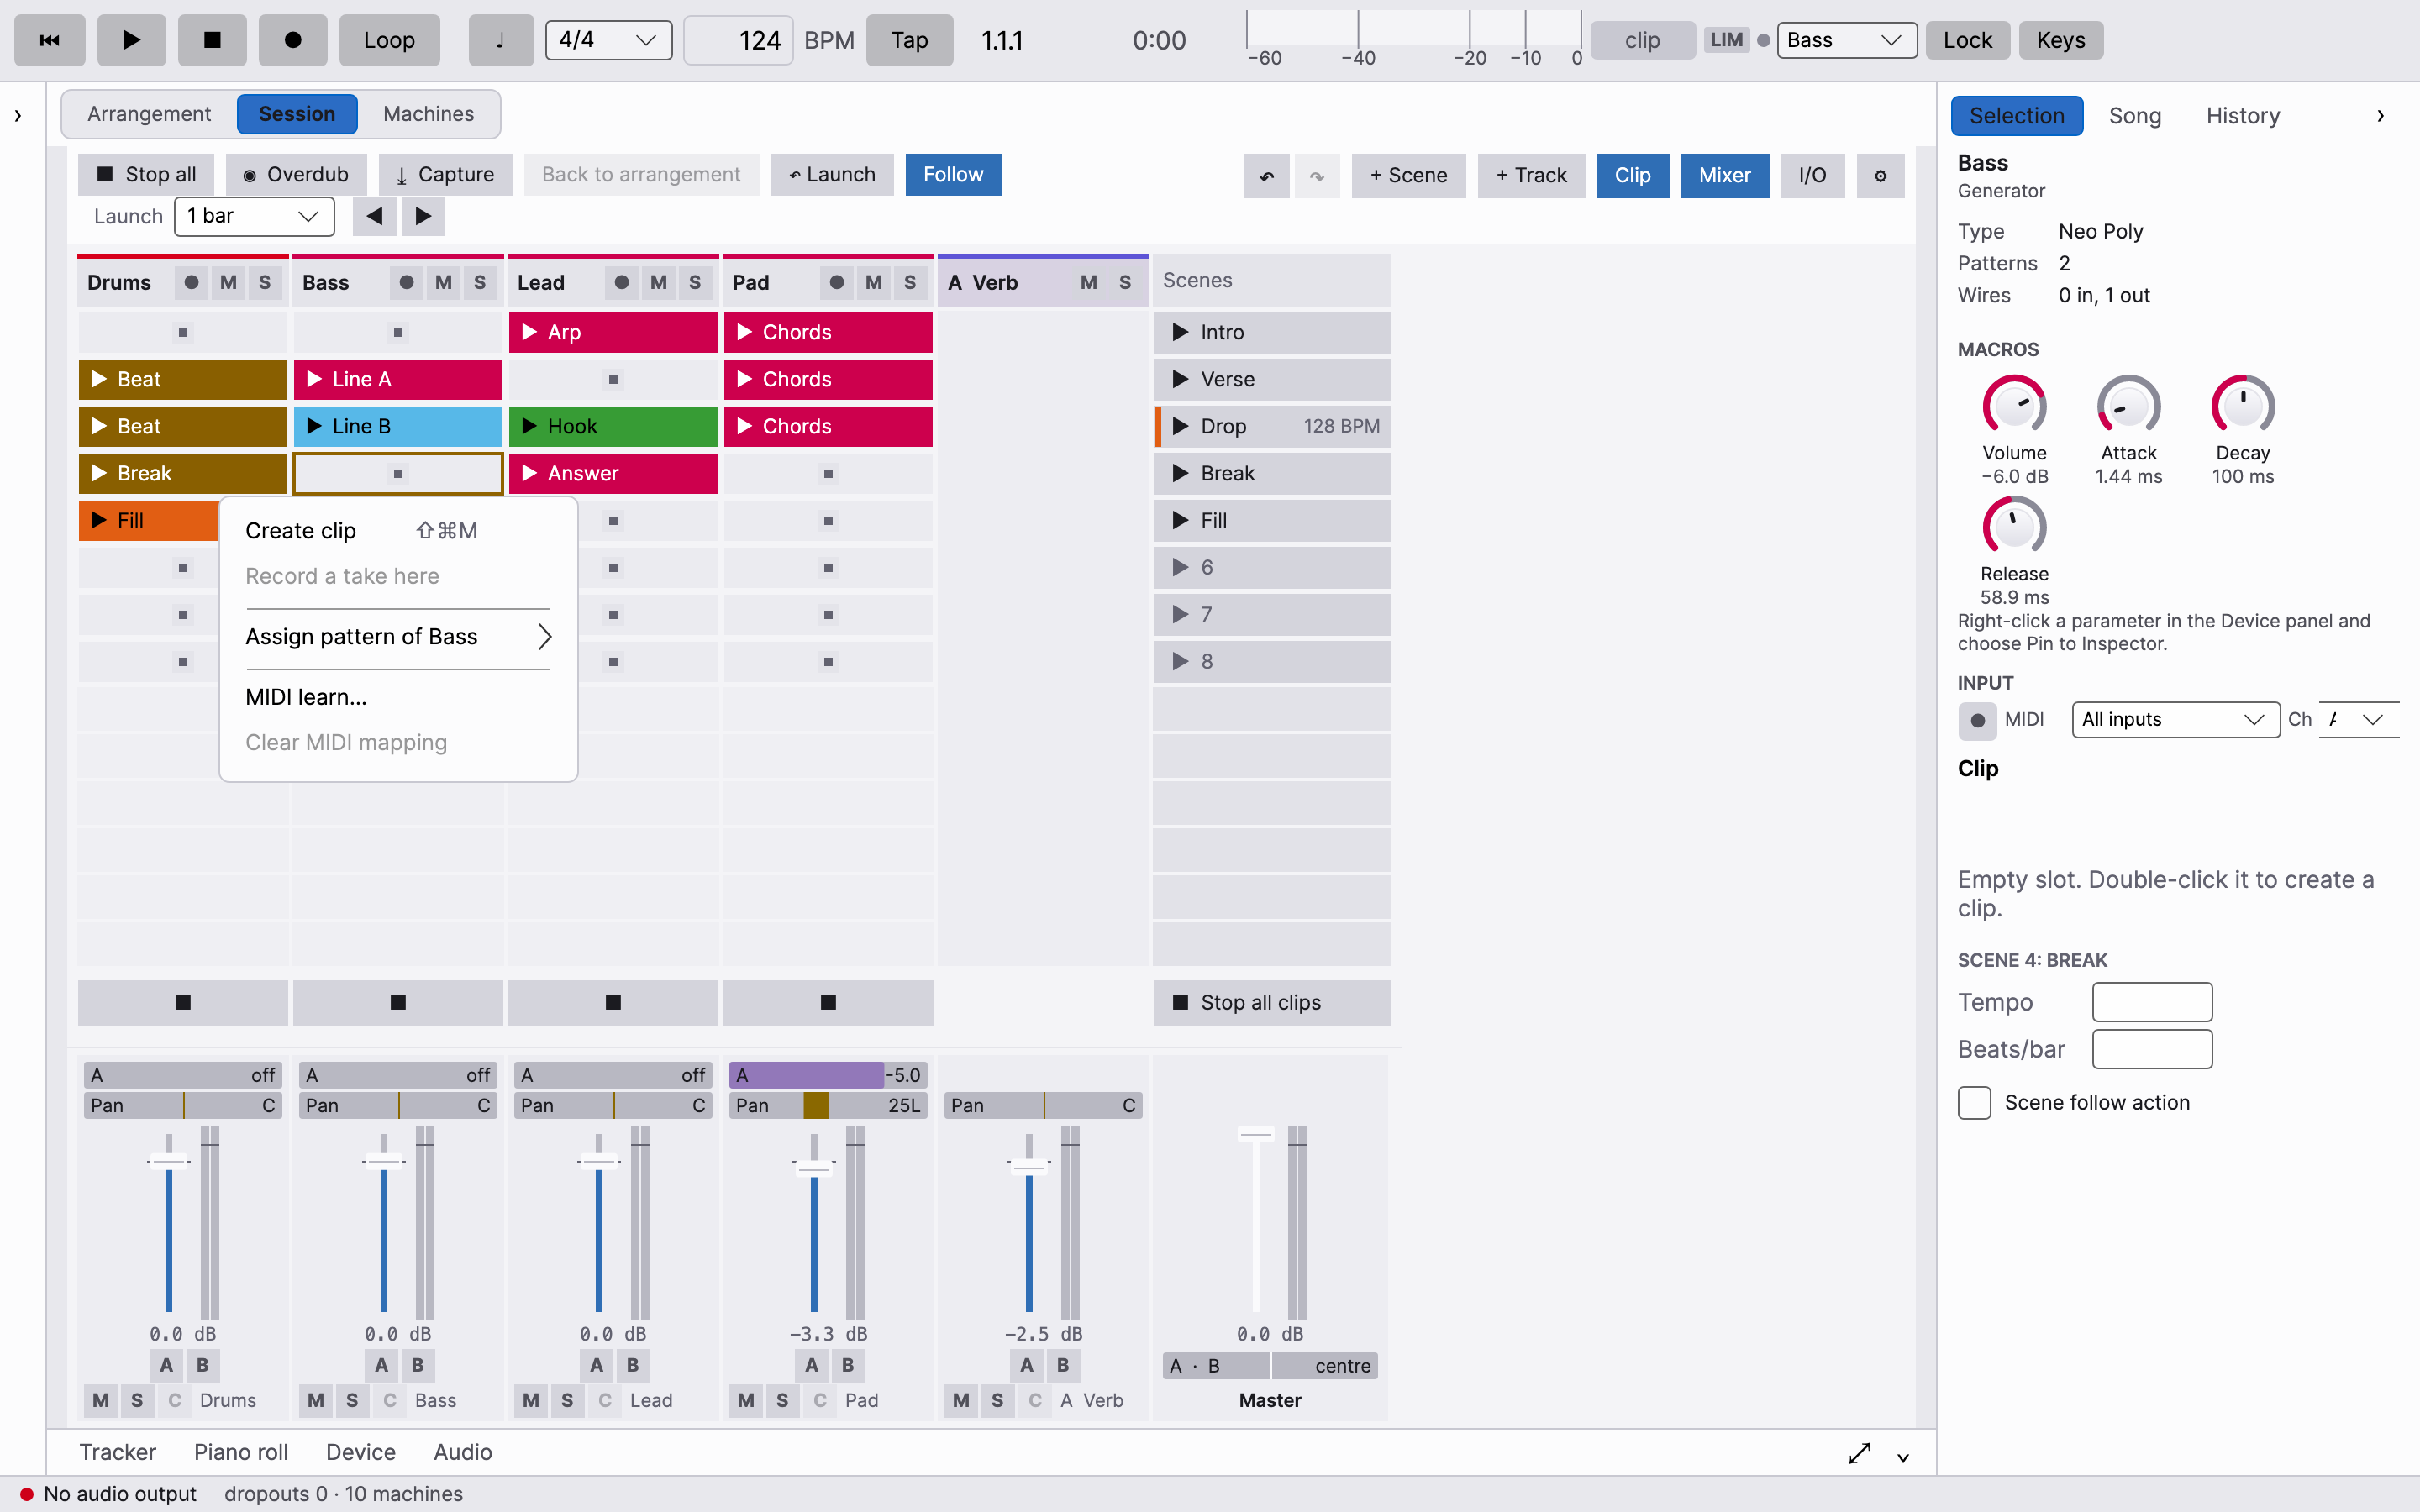 Loop 4/4 124 BPM Tap 1.1.1 0:00 −60 −40 −20 −10 0 clip LIM Bass Lock Keys
Arrangement Session Machines
Stop all Overdub Capture Back to arrangement Launch Follow + Scene + Track Clip Mixer I/O
Launch 1 bar
Drums M S Bass M S Lead M S Pad M S A Verb M S Scenes
Arp Chords Intro
Beat Line A Chords Verse
Beat Line B Hook Chords Drop 128 BPM
Break Answer Break
Fill Fill
6
7
8
Create clip ⇧⌘M
Record a take here
Assign pattern of Bass
MIDI learn...
Clear MIDI mapping
Stop all clips
A off A off A off A -5.0
Pan C Pan C Pan C Pan 25L Pan C
0.0 dB 0.0 dB 0.0 dB −3.3 dB −2.5 dB 0.0 dB
A B A B A B A B A B A · B centre
M S C Drums M S C Bass M S C Lead M S C Pad M S C A Verb Master
Tracker Piano roll Device Audio
No audio output dropouts 0 · 10 machines
Selection Song History
Bass
Generator
Type Neo Poly
Patterns 2
Wires 0 in, 1 out
MACROS
Volume Attack Decay
−6.0 dB 1.44 ms 100 ms
Release
58.9 ms
Right-click a parameter in the Device panel and
choose Pin to Inspector.
INPUT
MIDI All inputs Ch
Clip
Empty slot. Double-click it to create a
clip.
SCENE 4: BREAK
Tempo
Beats/bar
Scene follow action